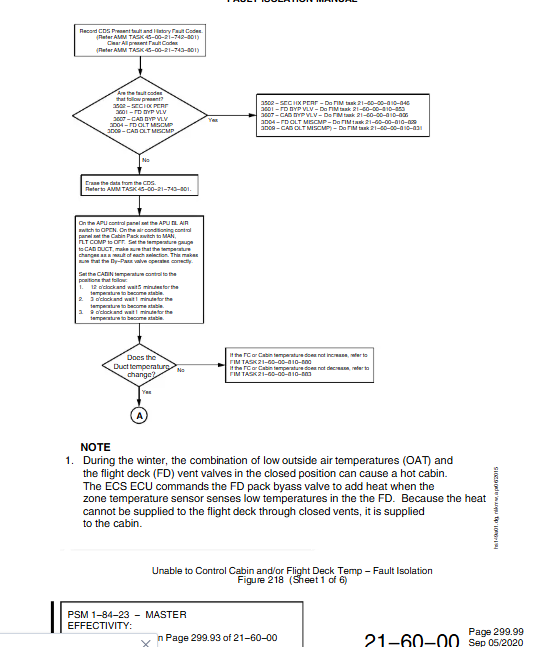 FAULT ISOLATION MANUAL
Record CDS Present fault and History Fault Codes.
(Refer AMM TASK 45-00-21-742-801)
Clear All present Fault Codes
(Refer AMM TASK 45-00-21-743-801)
Are the fault codes
that follow present?
3502 – SEC HX PERF
3601 – FD BYP VLV
3607 – CAB BYP VLV
3D04 – FD OLT MISCMP
3D09 – CAB OLT MISCMP
Yes
3502 – SEC HX PERF – Do FIM task 21-60-00-810-846
3601 – FD BYP VLV – Do FIM task 21-60-00-810-853
3607 – CAB BYP VLV – Do FIM task 21-60-00-810-806
3D04 – FD OLT MISCMP – Do FIM task 21-60-00-810-829
3D09 – CAB OLT MISCMP) – Do FIM task 21-60-00-810-831
No
Erase the data from the CDS.
Refer to AMM TASK 45-00-21-743-801.
On the APU control panel set the APU BL AIR
switch to OPEN. On the air conditioning control
panel set the Cabin Pack switch to MAN,
FLT COMP to OFF. Set the temperature gauge
to CAB DUCT, make sure that the temperature
changes as a result of each selection. This makes
sure that the By-Pass valve operates correctly.
Set the CABIN temperature control to the
positions that follow:
1. 12 o'clock and wait 5 minutes for the
temperature to become stable.
2. 3 o'clock and wait 1 minute for the
temperature to become stable.
3. 9 o'clock and wait 1 minute for the
temperature to become stable.
Does the
Duct temperature
change?
No
If the FC or Cabin temperature does not increase, refer to
FIM TASK 21-60-00-810-880
If the FC or Cabin temperature does not decrease, refer to
FIM TASK 21-60-00-810-883
Yes
A
NOTE
1. During the winter, the combination of low outside air temperatures (OAT) and
the flight deck (FD) vent valves in the closed position can cause a hot cabin.
The ECS ECU commands the FD pack byass valve to add heat when the
zone temperature sensor senses low temperatures in the the FD. Because the heat
cannot be supplied to the flight deck through closed vents, it is supplied
to the cabin.
Unable to Control Cabin and/or Flight Deck Temp – Fault Isolation
Figure 218 (Sheet 1 of 6)
PSM 1–84–23 – MASTER
EFFECTIVITY:
n Page 299.93 of 21–60–00
21–60–00
Page 299.99
Sep 05/2020